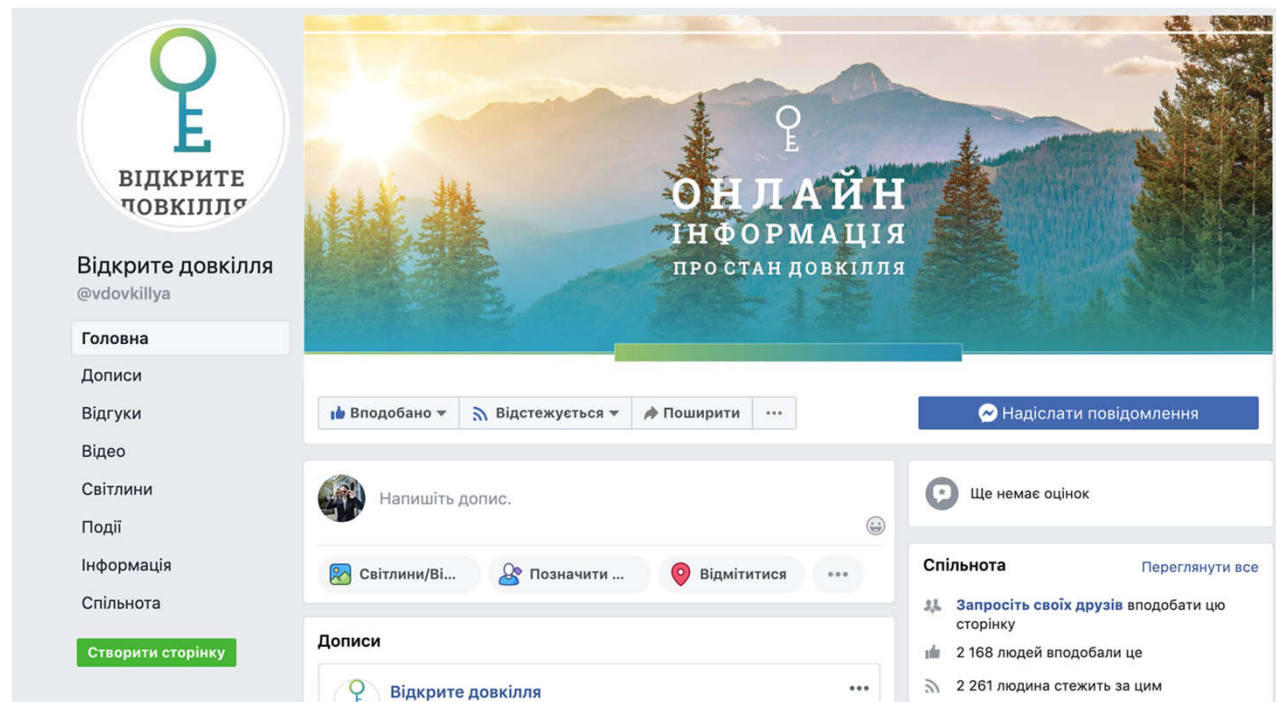 ВІДКРИТЕ
ДОВКІЛЛЯ
Відкрите довкілля
@vdovkillya
Головна
Дописи
Відгуки
Відео
Світлини
Події
Інформація
Спільнота
Створити сторінку
E
ОНЛАЙН
ІНФОРМАЦІЯ
ПРО СТАН ДОВКІЛЛЯ
Вподобано
Відстежується
Поширити
Надіслати повідомлення
Напишіть допис.
Світлини/Ві...
Позначити ...
Відмітитися
Дописи
Відкрите довкілля
Ще немає оцінок
Спільнота
Переглянути все
Запросіть своїх друзів вподобати цю
сторінку
2 168 людей вподобали це
2 261 людина стежить за цим